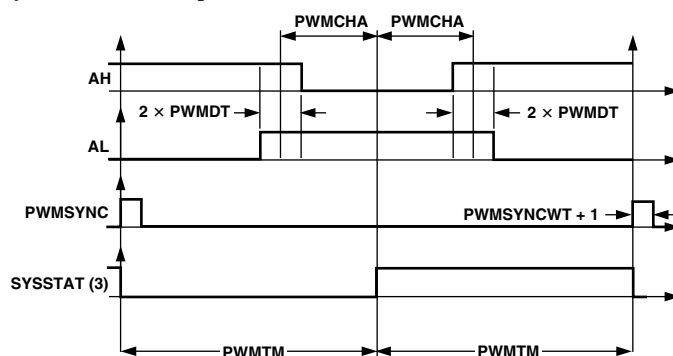 PWMCHA PWMCHA
AH
2 × PWMDT 2 × PWMDT
AL
PWMSYNC PWMSYNCWT + 1
SYSSTAT (3)
PWMTM PWMTM